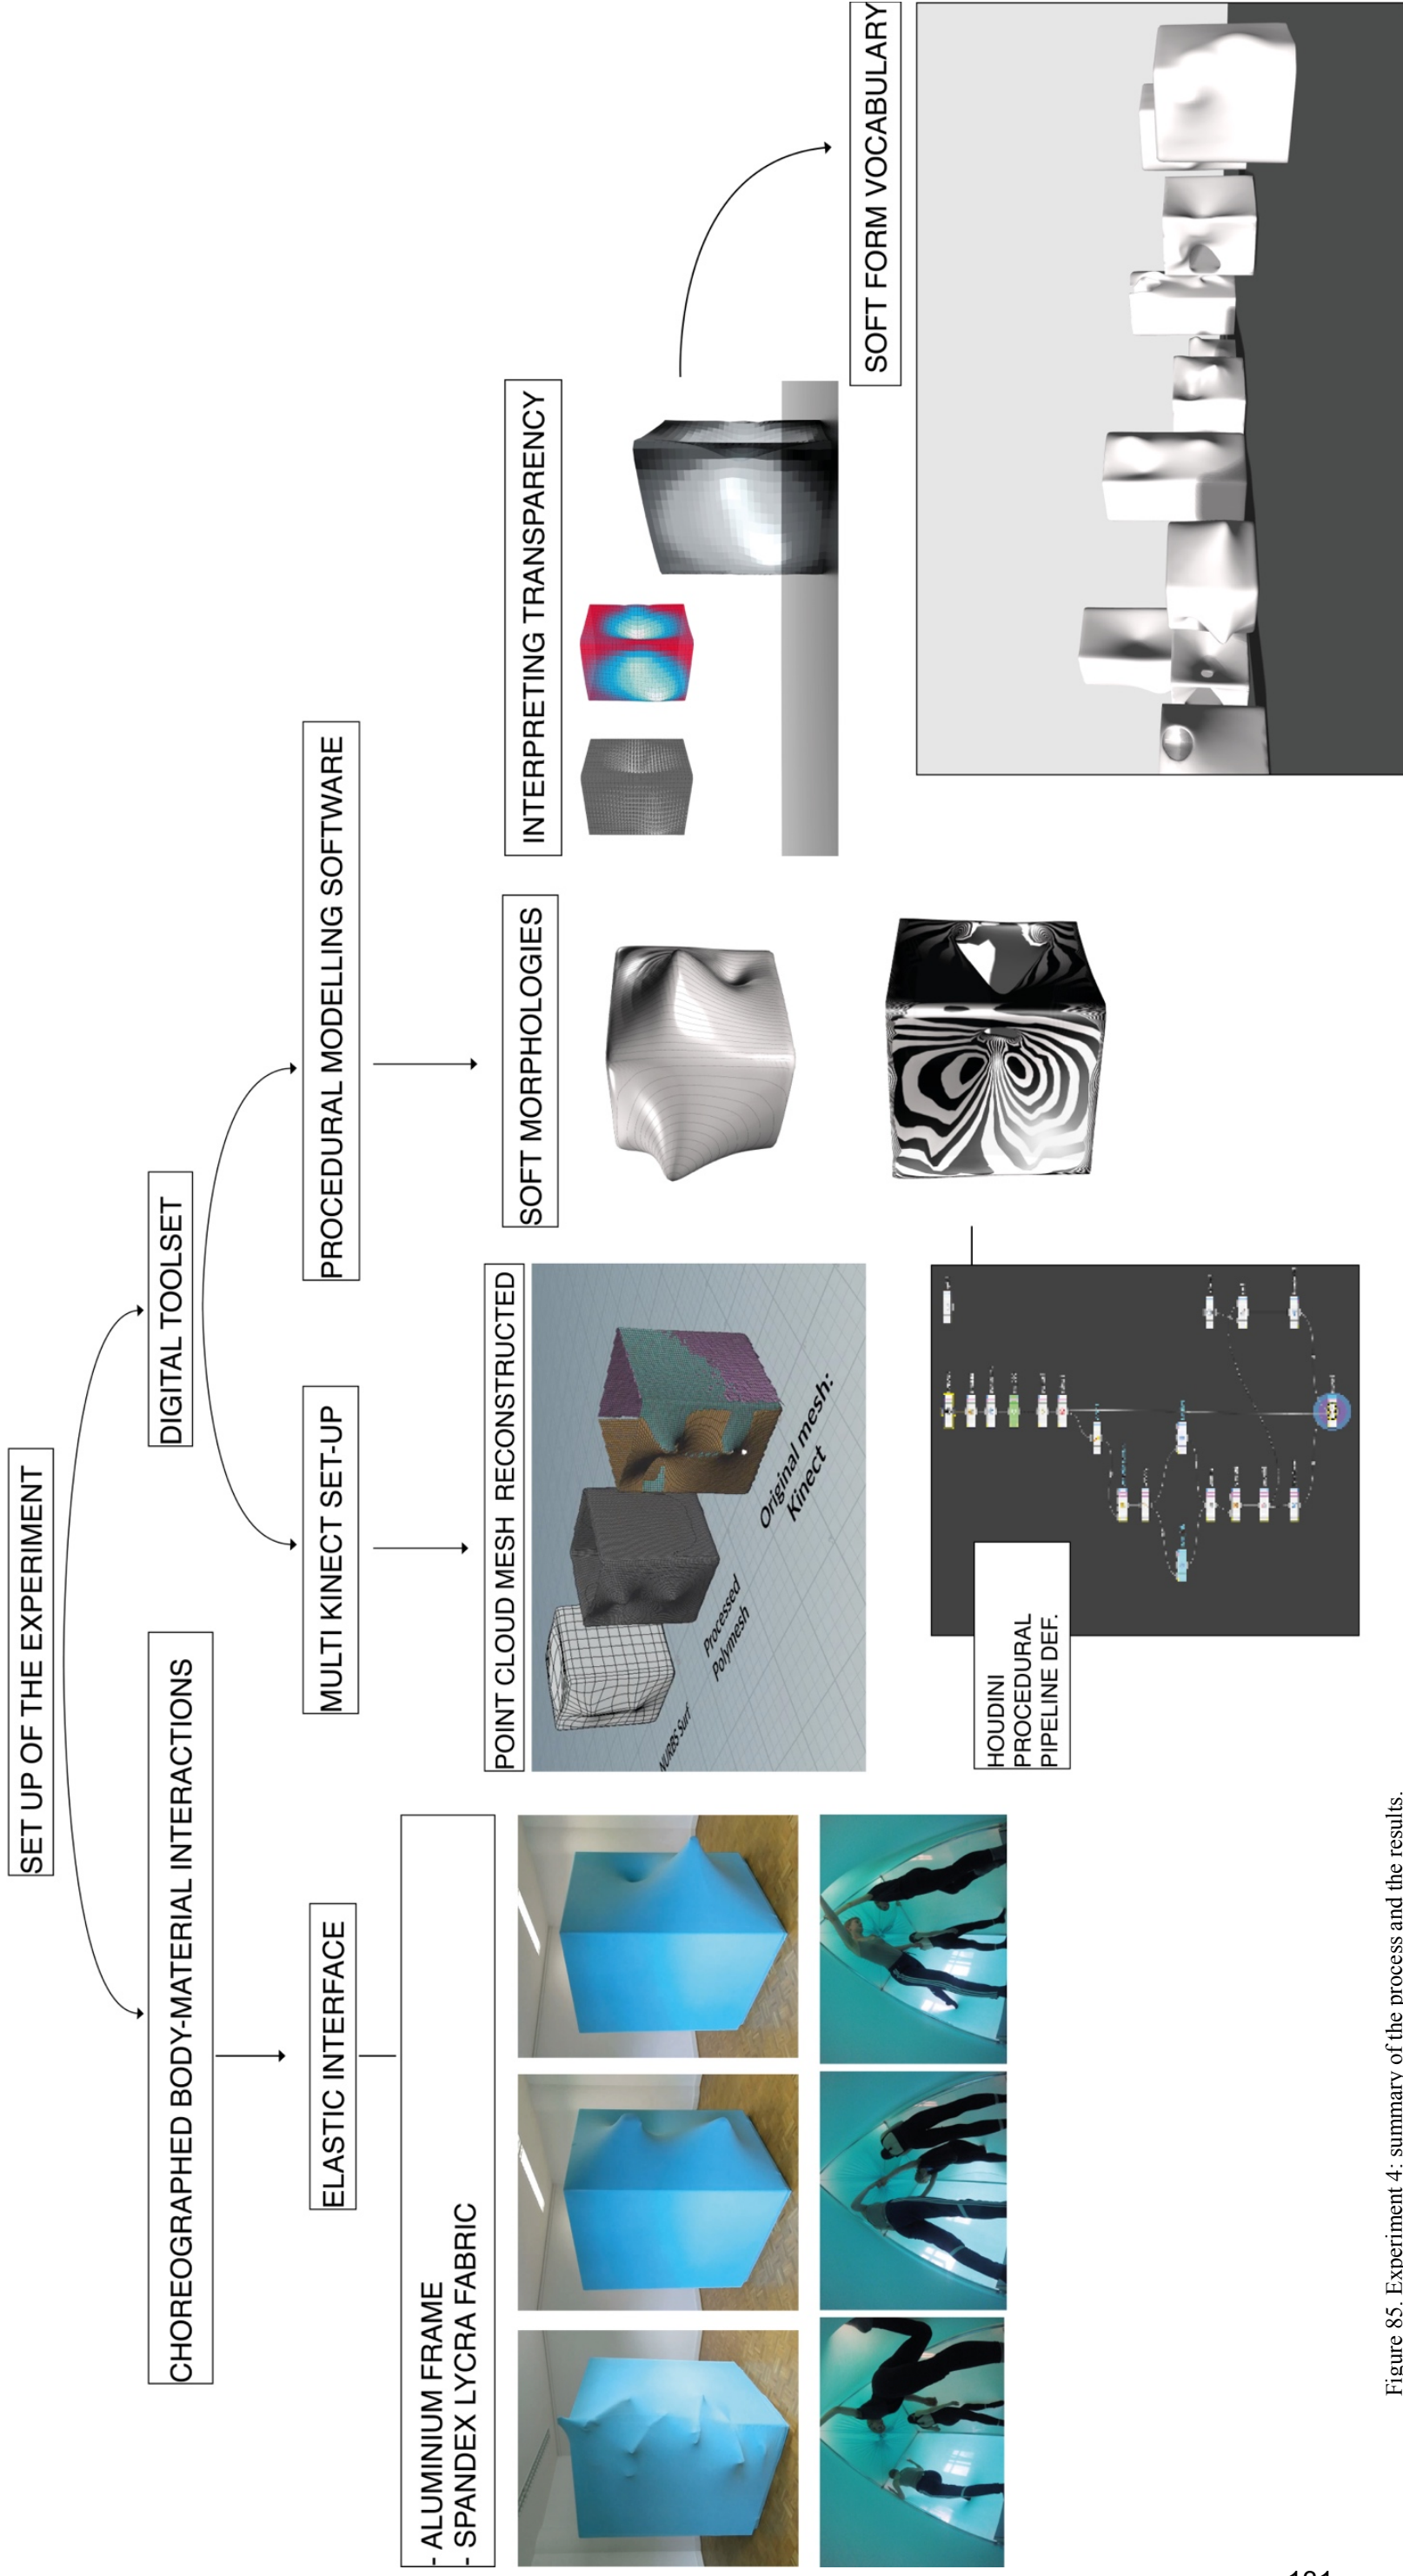 SET UP OF THE EXPERIMENT
CHOREOGRAPHED BODY-MATERIAL INTERACTIONS
DIGITAL TOOLSET
ELASTIC INTERFACE
MULTI KINECT SET-UP
PROCEDURAL MODELLING SOFTWARE
- ALUMINIUM FRAME
- SPANDEX LYCRA FABRIC
POINT CLOUD MESH RECONSTRUCTED
SOFT MORPHOLOGIES
INTERPRETING TRANSPARENCY
NURBS Surf
Processed
Polymesh
Original mesh:
Kinect
SOFT FORM VOCABULARY
HOUDINI
PROCEDURAL
PIPELINE DEF.
Figure 85. Experiment 4: summary of the process and the results.